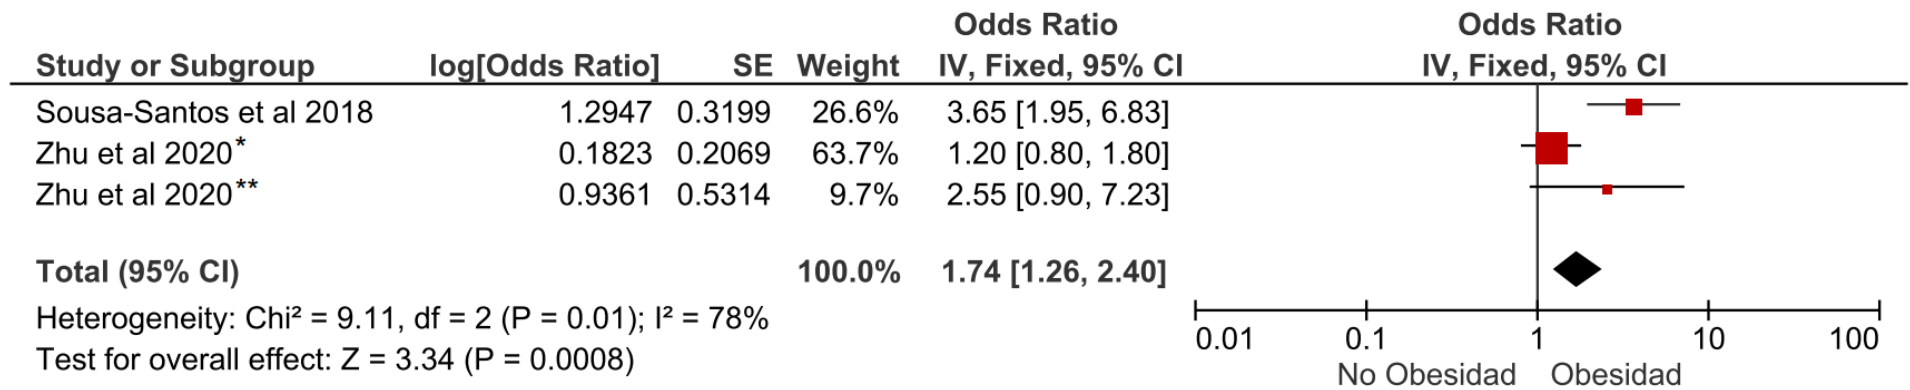 Odds Ratio Odds Ratio
Study or Subgroup log[Odds Ratio] SE Weight IV, Fixed, 95% CI IV, Fixed, 95% CI
Sousa-Santos et al 2018 1.2947 0.3199 26.6% 3.65 [1.95, 6.83]
Zhu et al 2020* 0.1823 0.2069 63.7% 1.20 [0.80, 1.80]
Zhu et al 2020** 0.9361 0.5314 9.7% 2.55 [0.90, 7.23]
Total (95% CI) 100.0% 1.74 [1.26, 2.40]
Heterogeneity: Chi² = 9.11, df = 2 (P = 0.01); I² = 78%
Test for overall effect: Z = 3.34 (P = 0.0008)
0.01 0.1 1 10 100
No Obesidad Obesidad